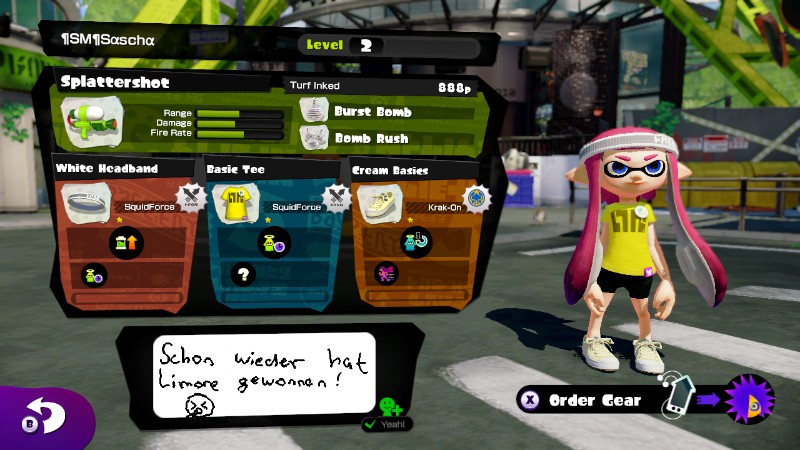 ¶SM¶Sαschα
Level 2
Splattershot
Turf Inked 888p
Range
Damage
Fire Rate
Burst Bomb
Bomb Rush
White Headband
SquidForce
Basic Tee
SquidForce
?
Cream Basics
Krak-On
Schon wieder hat
Limone gewonnen!
Yeah!
B
X Order Gear